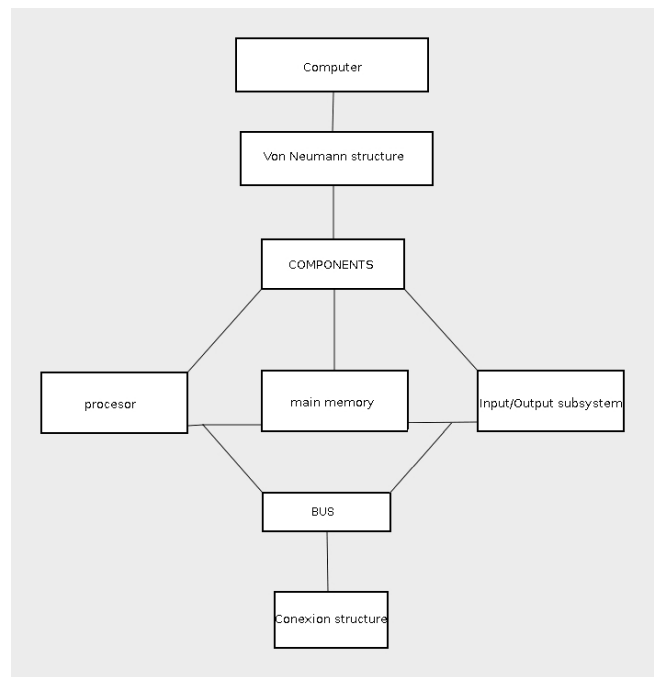 Computer
Von Neumann structure
COMPONENTS
procesor
main memory
Input/Output subsystem
BUS
Conexion structure